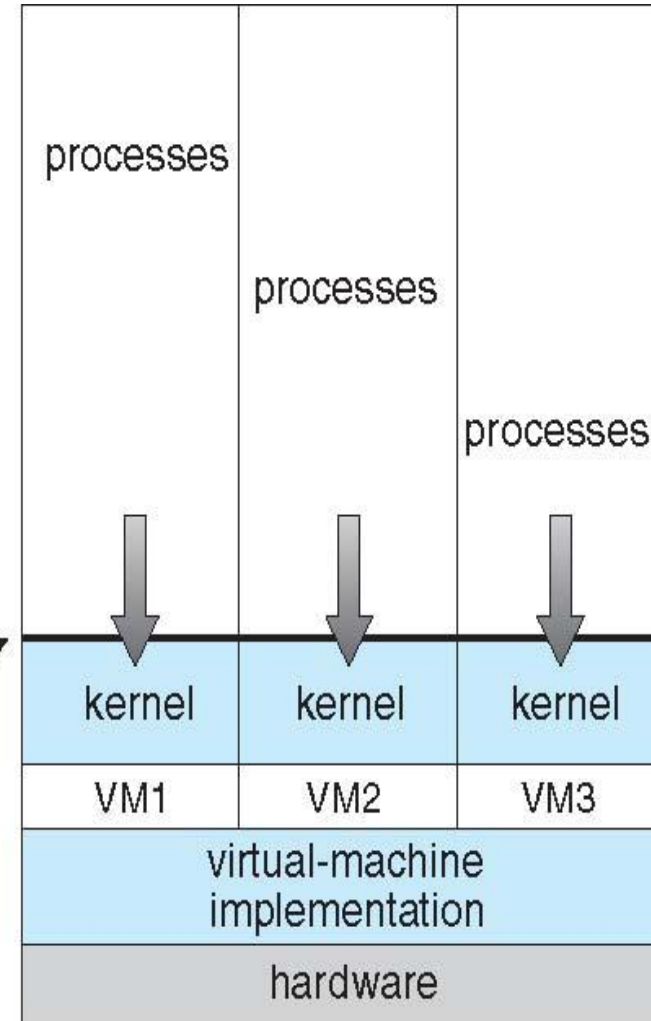 processes
processes
processes
kernel kernel kernel
VM1 VM2 VM3
virtual-machine
implementation
hardware